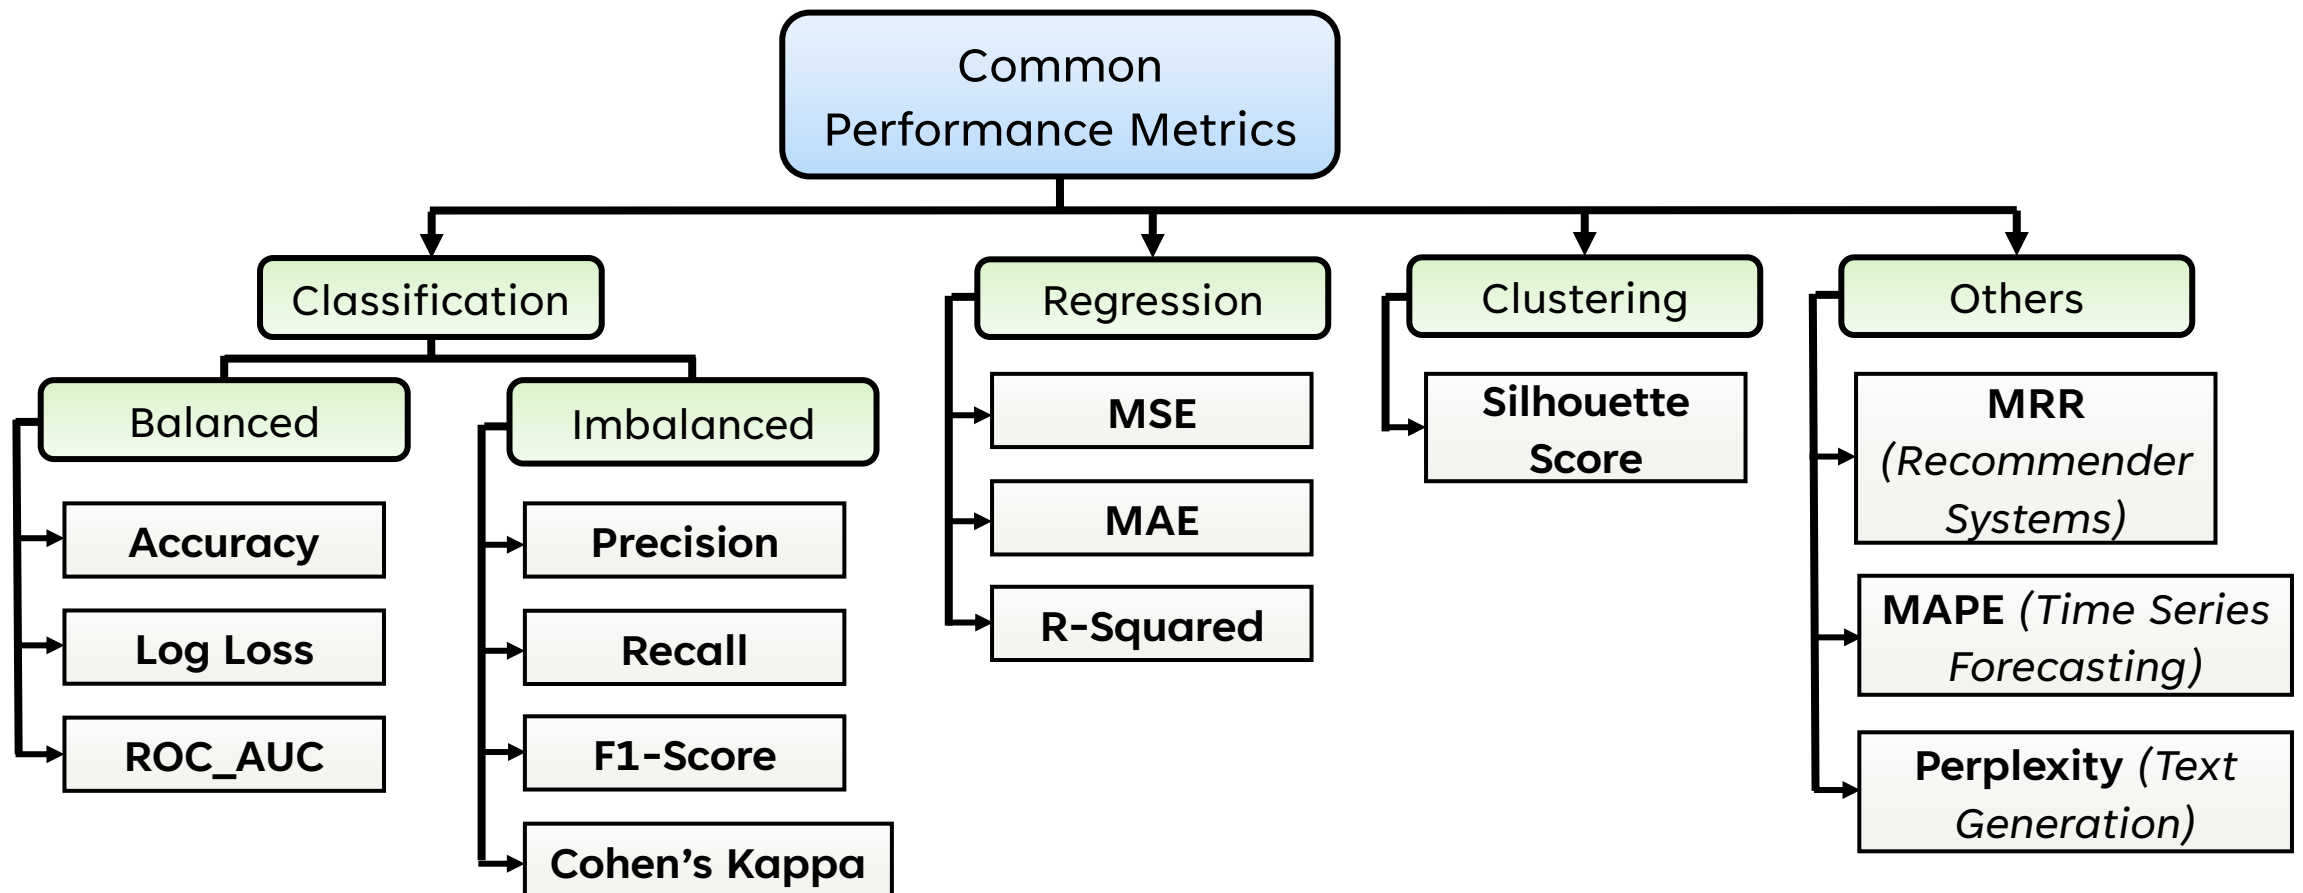 Common
Performance Metrics
Classification
Regression
Clustering
Others
Balanced
Imbalanced
Accuracy
Log Loss
ROC_AUC
Precision
Recall
F1-Score
Cohen’s Kappa
MSE
MAE
R-Squared
Silhouette
Score
MRR
(Recommender
Systems)
MAPE (Time Series
Forecasting)
Perplexity (Text
Generation)